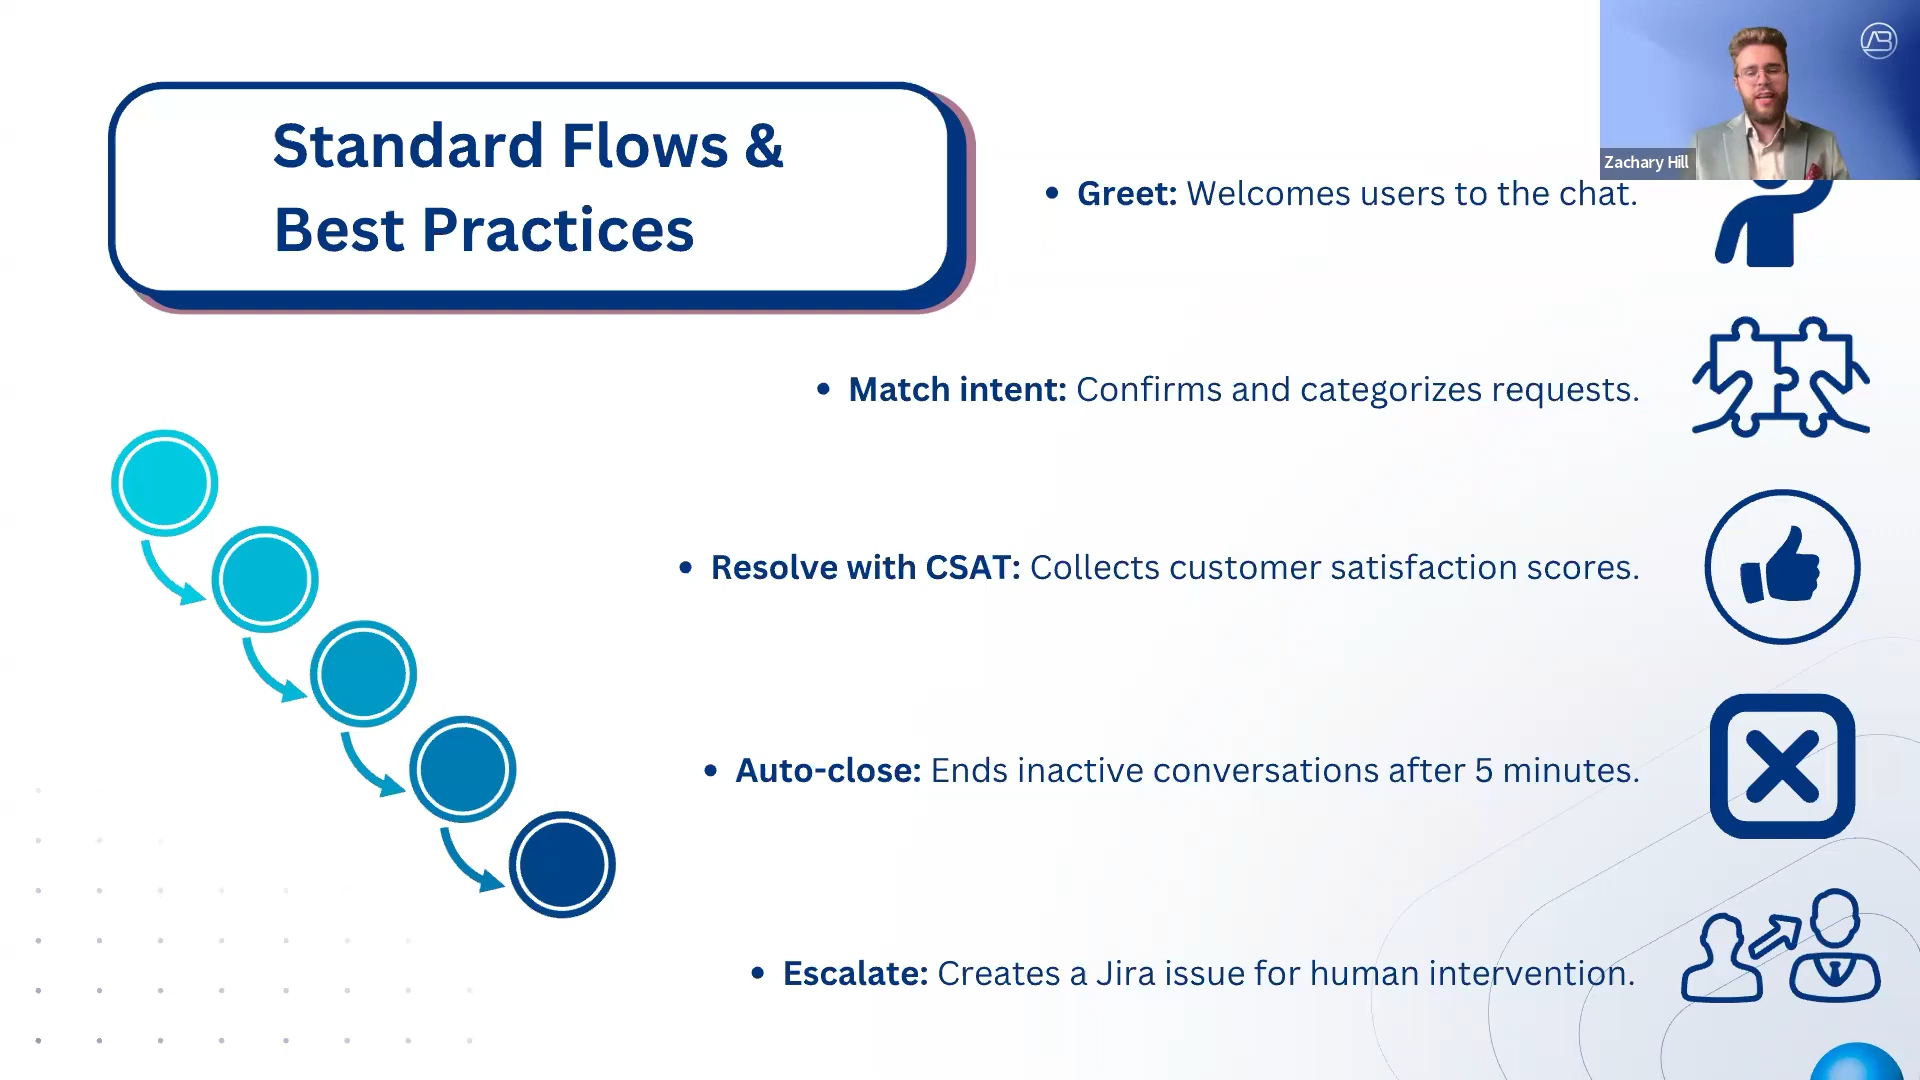 Standard Flows &
Best Practices
Zachary Hill
• Greet: Welcomes users to the chat.
• Match intent: Confirms and categorizes requests.
• Resolve with CSAT: Collects customer satisfaction scores.
• Auto-close: Ends inactive conversations after 5 minutes.
• Escalate: Creates a Jira issue for human intervention.